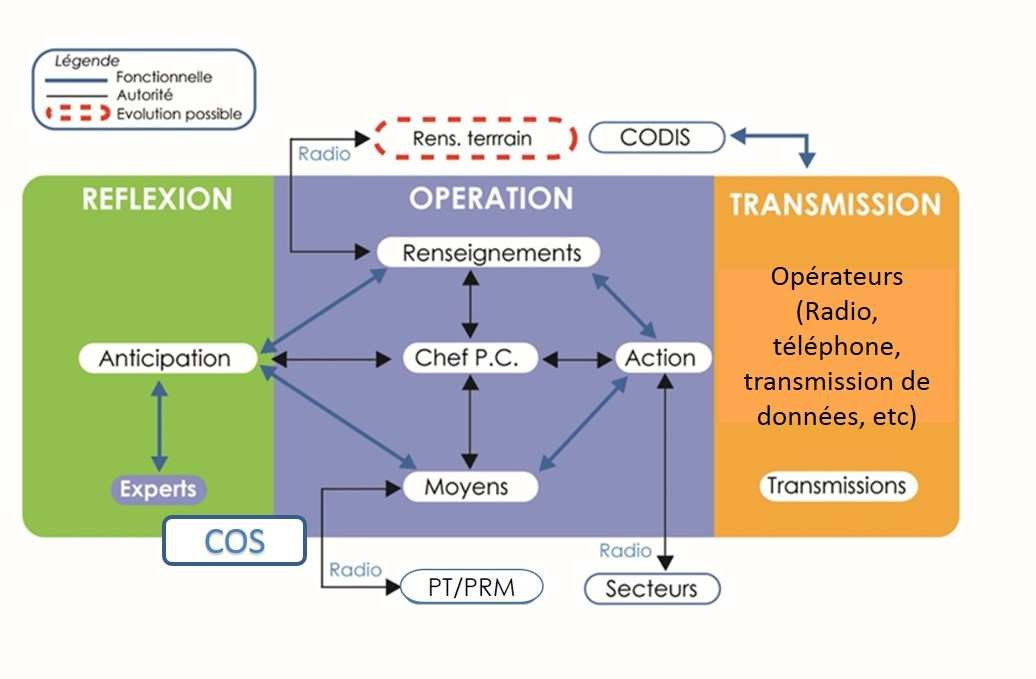 Légende
Fonctionnelle
Autorité
Evolution possible
Rens. terrrain
CODIS
Radio
REFLEXION
OPERATION
TRANSMISSION
Renseignements
Opérateurs
(Radio,
téléphone,
transmission de
données, etc)
Anticipation
Chef P.C.
Action
Experts
Moyens
Transmissions
COS
Radio
Radio
PT/PRM
Secteurs